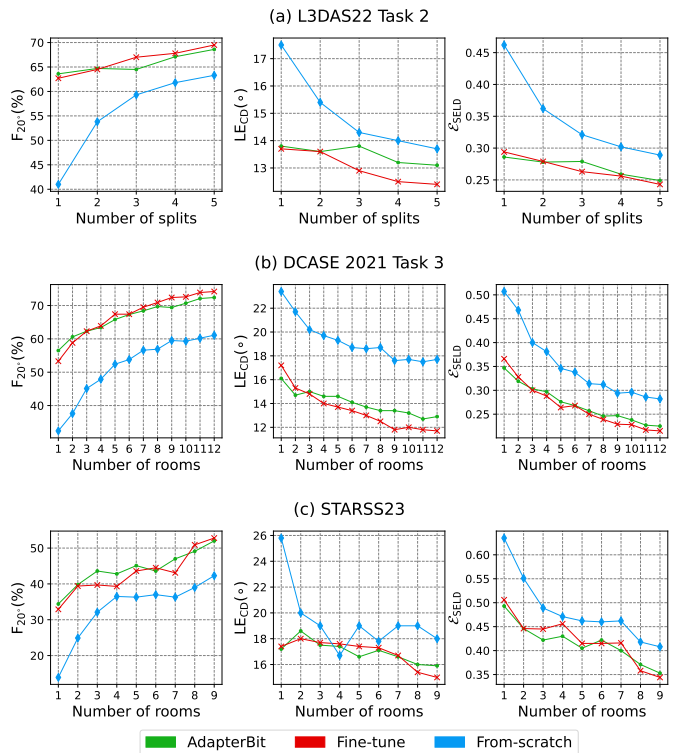 (a) L3DAS22 Task 2
F20°(%)
70
65
60
55
50
45
40
1 2 3 4 5
Number of splits
LECD(°)
17
16
15
14
13
1 2 3 4 5
Number of splits
ℰSELD
0.45
0.40
0.35
0.30
0.25
1 2 3 4 5
Number of splits
(b) DCASE 2021 Task 3
F20°(%)
70
60
50
40
1 2 3 4 5 6 7 8 9 10 11 12
Number of rooms
LECD(°)
22
20
18
16
14
12
1 2 3 4 5 6 7 8 9 10 11 12
Number of rooms
ℰSELD
0.50
0.45
0.40
0.35
0.30
0.25
1 2 3 4 5 6 7 8 9 10 11 12
Number of rooms
(c) STARSS23
F20°(%)
50
40
30
20
1 2 3 4 5 6 7 8 9
Number of rooms
LECD(°)
26
24
22
20
18
16
1 2 3 4 5 6 7 8 9
Number of rooms
ℰSELD
0.60
0.55
0.50
0.45
0.40
0.35
1 2 3 4 5 6 7 8 9
Number of rooms
AdapterBit Fine-tune From-scratch